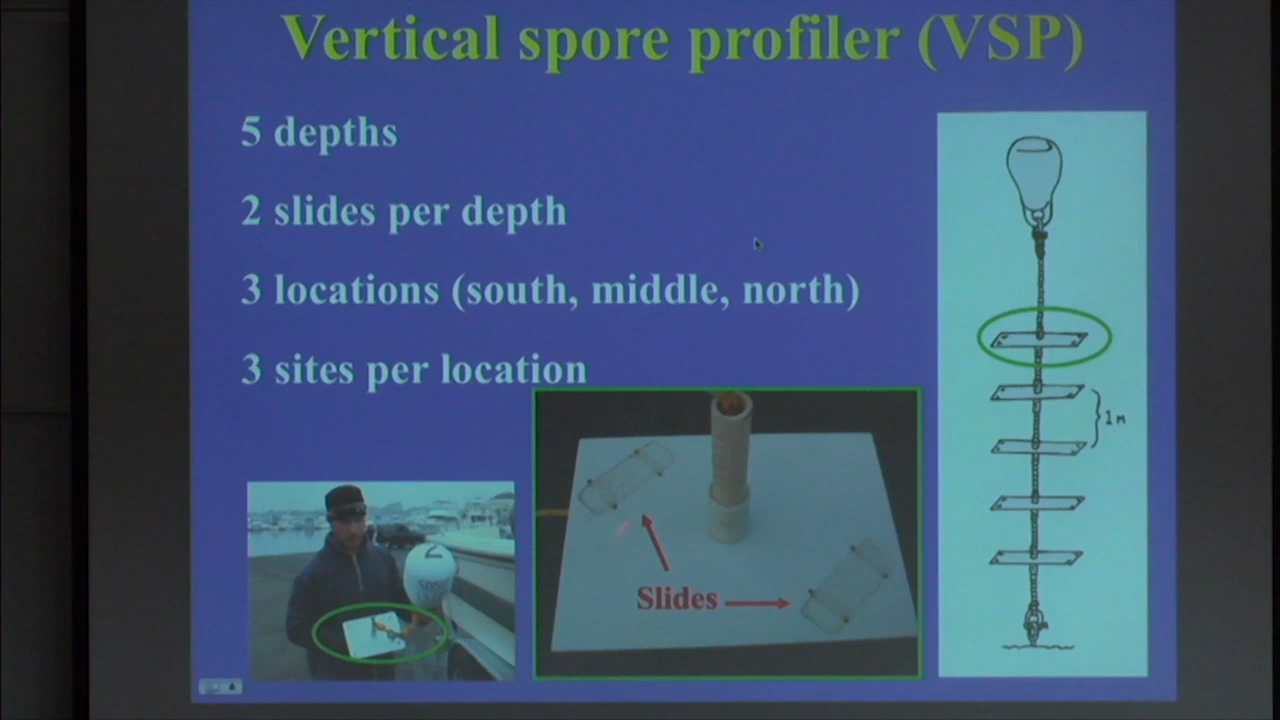 Vertical spore profiler (VSP)
5 depths
2 slides per depth
3 locations (south, middle, north)
3 sites per location
1m
Slides
2